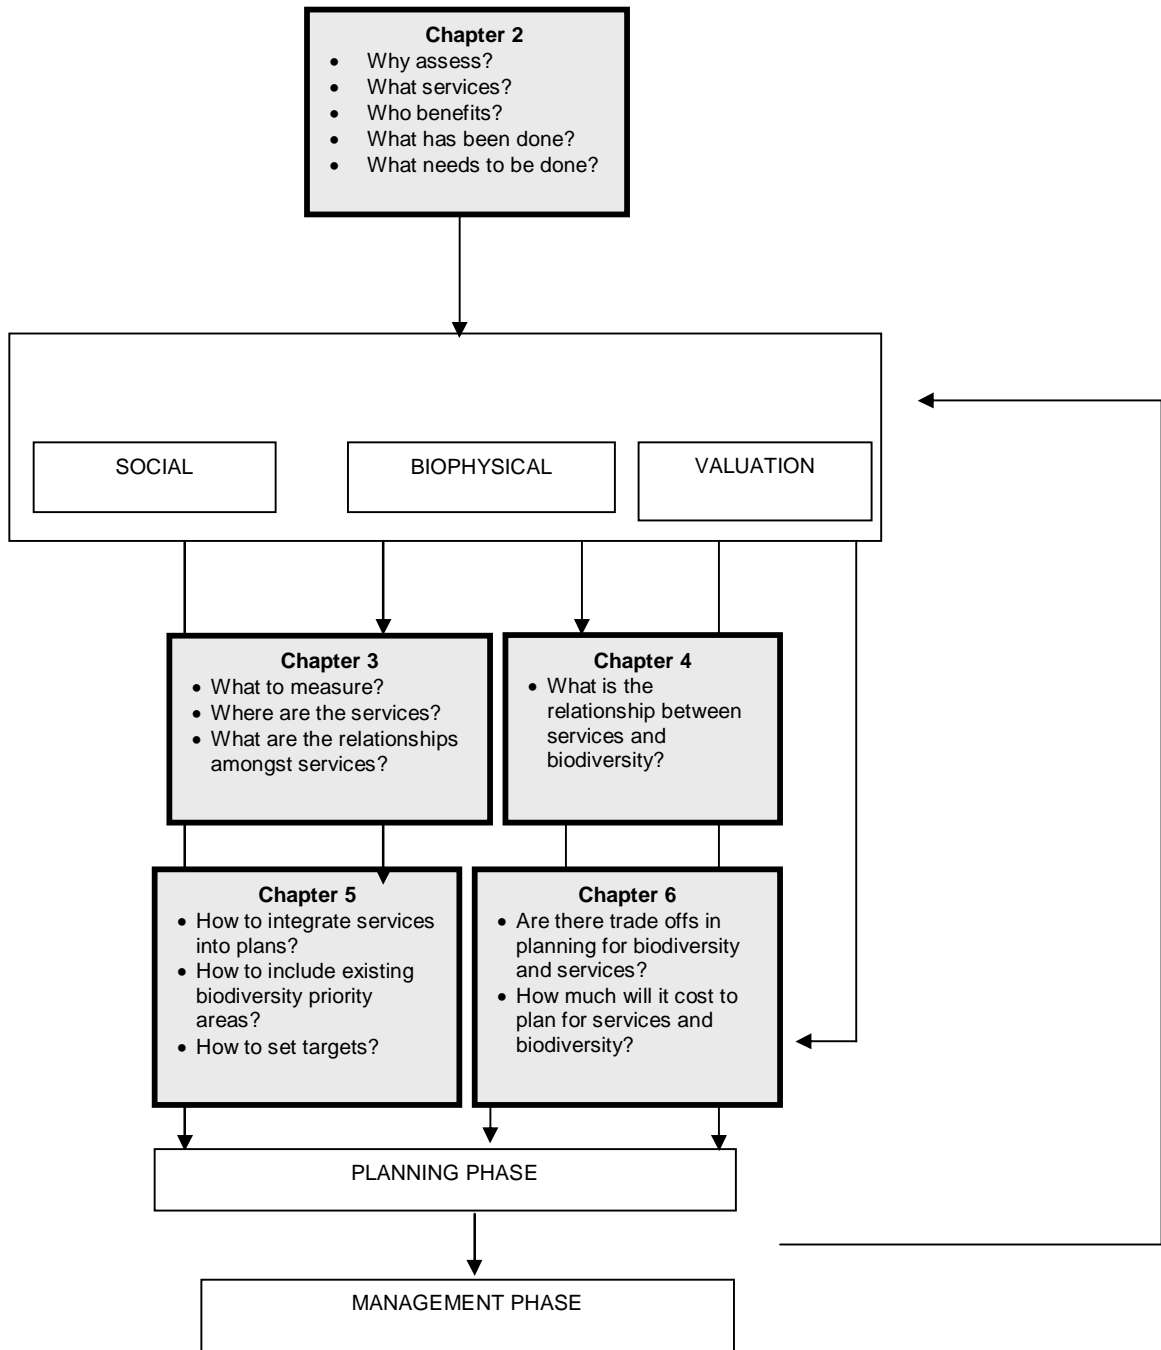 Chapter 2
• Why assess?
• What services?
• Who benefits?
• What has been done?
• What needs to be done?
SOCIAL
BIOPHYSICAL
VALUATION
Chapter 3
• What to measure?
• Where are the services?
• What are the relationships
amongst services?
Chapter 4
• What is the
relationship between
services and
biodiversity?
Chapter 5
• How to integrate services
into plans?
• How to include existing
biodiversity priority
areas?
• How to set targets?
Chapter 6
• Are there trade offs in
planning for biodiversity
and services?
• How much will it cost to
plan for services and
biodiversity?
PLANNING PHASE
MANAGEMENT PHASE